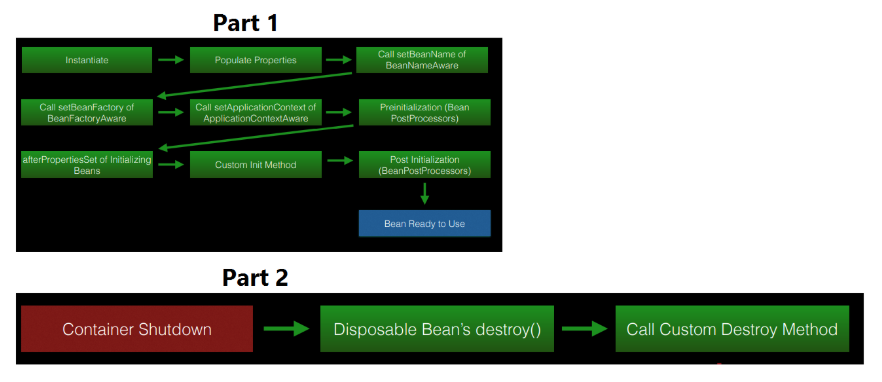 Part 1
Instantiate
Populate Properties
Call setBeanName of
BeanNameAware
Call setBeanFactory of
BeanFactoryAware
Call setApplicationContext of
ApplicationContextAware
Preinitialization (Bean
PostProcessors)
afterPropertiesSet of Initializing
Beans
Custom Init Method
Post Initialization
(BeanPostProcessors)
Bean Ready to Use
Part 2
Container Shutdown
Disposable Bean's destroy()
Call Custom Destroy Method